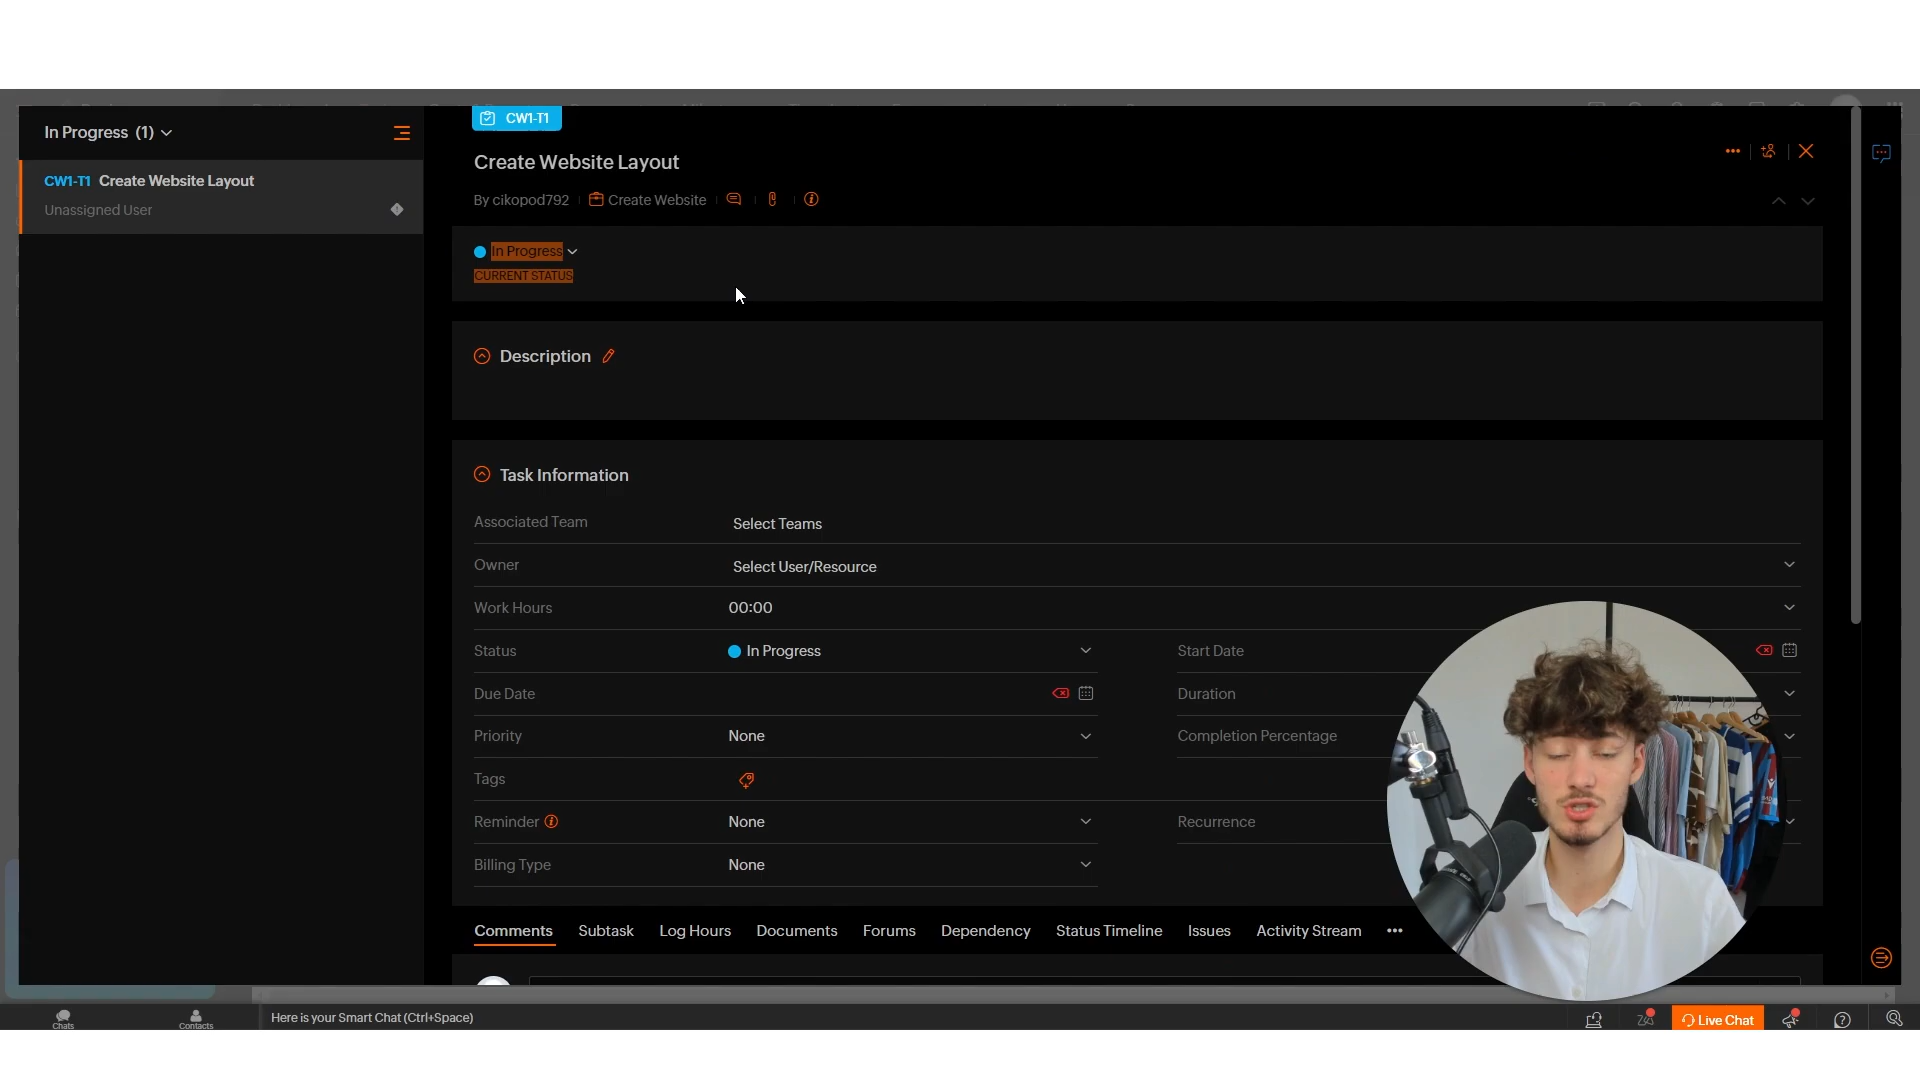 In Progress (1)
CW1-T1 Create Website Layout
Unassigned User
CW1-T1
Create Website Layout
By cikopod792
Create Website
In Progress
CURRENT STATUS
Description
Task Information
Associated Team Select Teams
Owner Select User/Resource
Work Hours 00:00
Status In Progress Start Date
Due Date Duration
Priority None Completion Percentage
Tags
Reminder None Recurrence
Billing Type None
Comments Subtask Log Hours Documents Forums Dependency Status Timeline Issues Activity Stream
Chats Contacts Here is your Smart Chat (Ctrl+Space) Live Chat